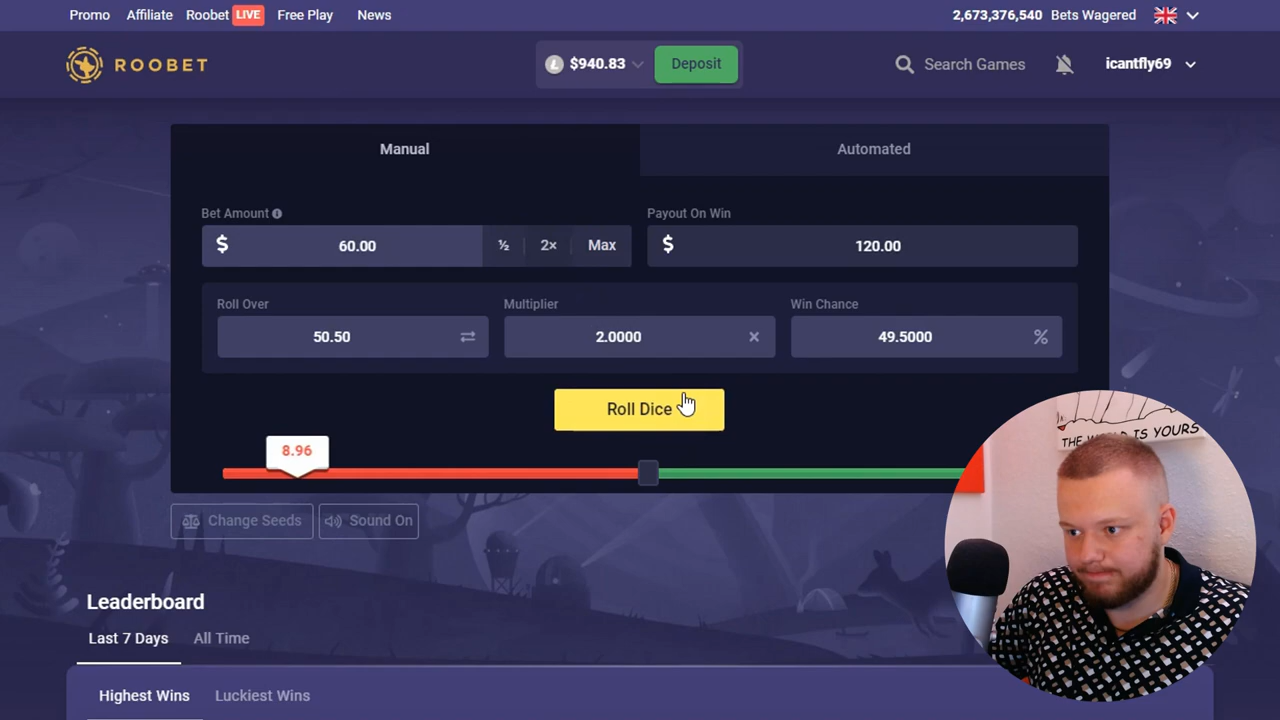 Promo Affiliate Roobet LIVE Free Play News 2,673,376,540 Bets Wagered
ROOBET $940.83 Deposit Search Games icantfly69
Manual Automated
Bet Amount Payout On Win
$ 60.00 ½ 2× Max $ 120.00
Roll Over Multiplier Win Chance
50.50 2.0000 × 49.5000 %
Roll Dice
8.96
THE WORLD IS YOURS
Change Seeds Sound On
Leaderboard
Last 7 Days All Time
Highest Wins Luckiest Wins